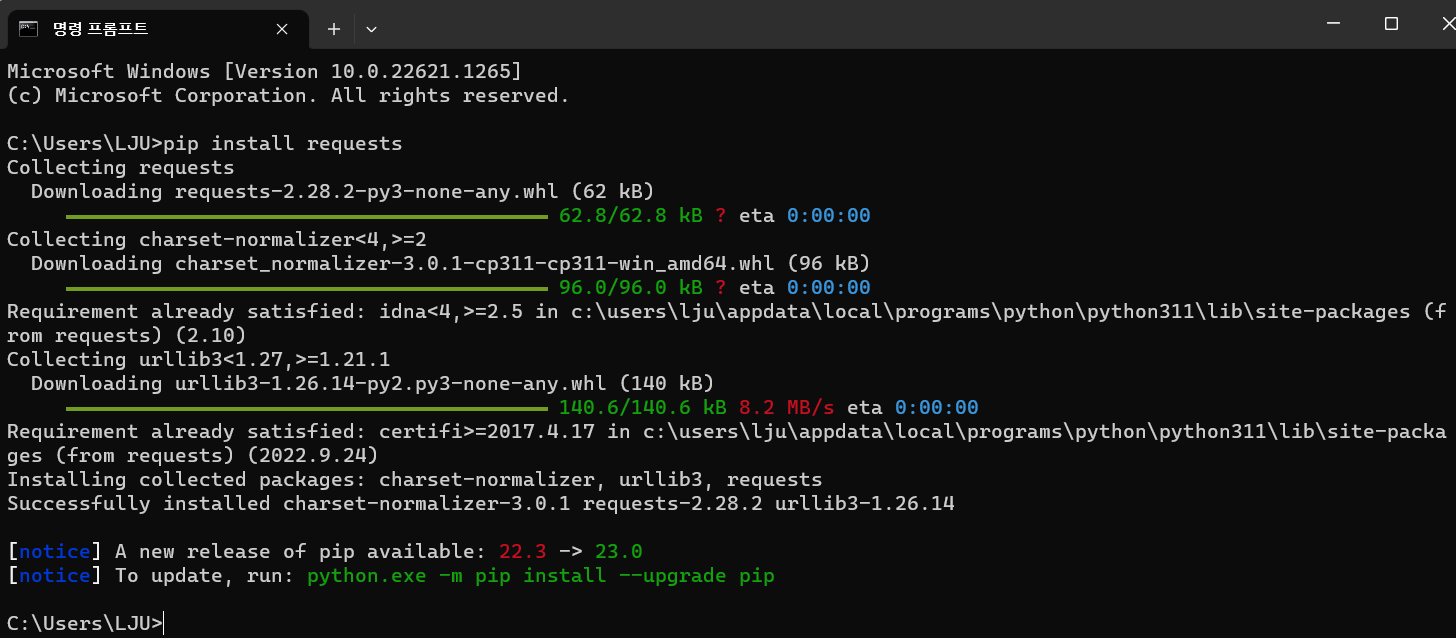 명령 프롬프트
Microsoft Windows [Version 10.0.22621.1265]
(c) Microsoft Corporation. All rights reserved.
C:\Users\LJU>pip install requests
Collecting requests
  Downloading requests-2.28.2-py3-none-any.whl (62 kB)
62.8/62.8 kB ? eta 0:00:00
Collecting charset-normalizer<4,>=2
  Downloading charset_normalizer-3.0.1-cp311-cp311-win_amd64.whl (96 kB)
96.0/96.0 kB ? eta 0:00:00
Requirement already satisfied: idna<4,>=2.5 in c:\users\lju\appdata\local\programs\python\python311\lib\site-packages (f
rom requests) (2.10)
Collecting urllib3<1.27,>=1.21.1
  Downloading urllib3-1.26.14-py2.py3-none-any.whl (140 kB)
140.6/140.6 kB 8.2 MB/s eta 0:00:00
Requirement already satisfied: certifi>=2017.4.17 in c:\users\lju\appdata\local\programs\python\python311\lib\site-packa
ges (from requests) (2022.9.24)
Installing collected packages: charset-normalizer, urllib3, requests
Successfully installed charset-normalizer-3.0.1 requests-2.28.2 urllib3-1.26.14
[notice] A new release of pip available: 22.3 -> 23.0
[notice] To update, run: python.exe -m pip install --upgrade pip
C:\Users\LJU>